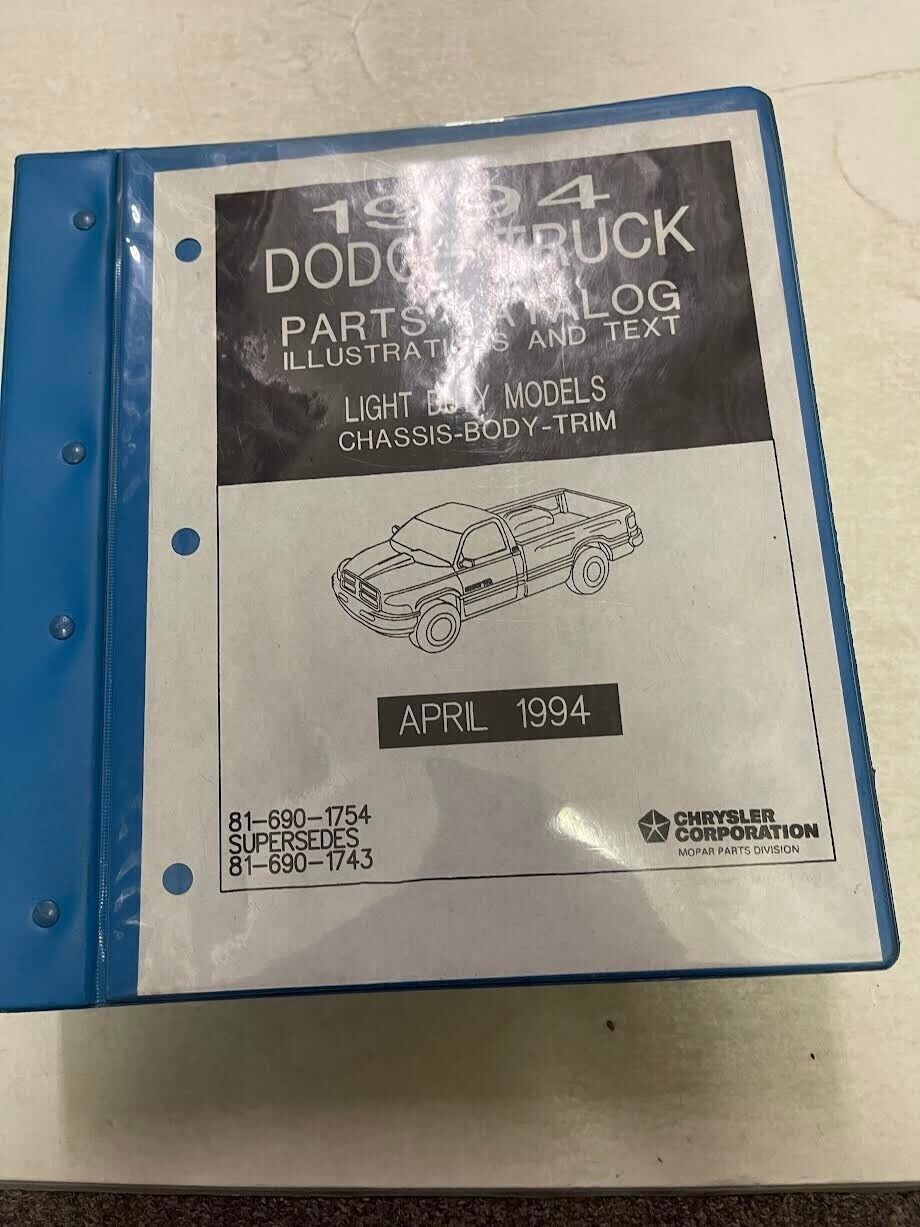 1994
DODGE TRUCK
PARTS CATALOG
ILLUSTRATIONS AND TEXT
LIGHT DUTY MODELS
CHASSIS-BODY-TRIM
APRIL 1994
81-690-1754
SUPERSEDES
81-690-1743
CHRYSLER
CORPORATION
MOPAR PARTS DIVISION